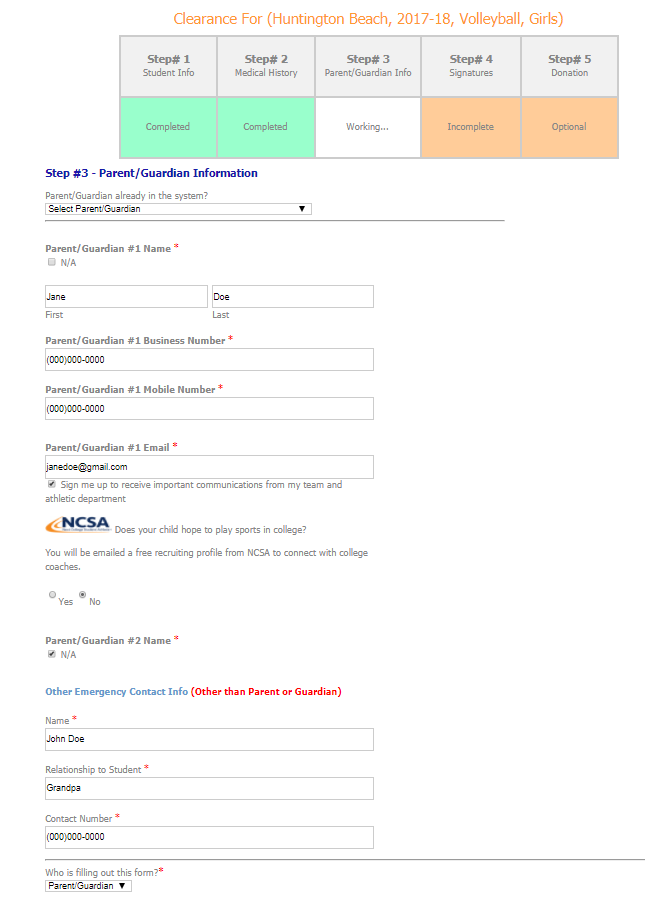 Clearance For (Huntington Beach, 2017-18, Volleyball, Girls)
Step# 1 Step# 2 Step# 3 Step# 4 Step# 5
Student Info Medical History Parent/Guardian Info Signatures Donation
Completed Completed Working... Incomplete Optional
Step #3 - Parent/Guardian Information
Parent/Guardian already in the system?
Select Parent/Guardian
Parent/Guardian #1 Name *
N/A
Jane Doe
First Last
Parent/Guardian #1 Business Number *
(000)000-0000
Parent/Guardian #1 Mobile Number *
(000)000-0000
Parent/Guardian #1 Email *
janedoe@gmail.com
Sign me up to receive important communications from my team and
athletic department
NCSA Does your child hope to play sports in college?
You will be emailed a free recruiting profile from NCSA to connect with college
coaches.
Yes No
Parent/Guardian #2 Name *
N/A
Other Emergency Contact Info (Other than Parent or Guardian)
Name *
John Doe
Relationship to Student *
Grandpa
Contact Number *
(000)000-0000
Who is filling out this form?*
Parent/Guardian